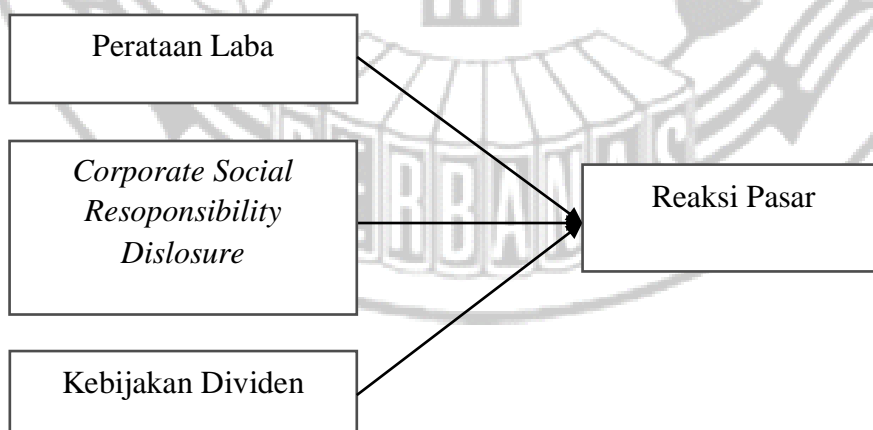 Perataan Laba
Corporate Social
Resoponsibility
Dislosure
Reaksi Pasar
Kebijakan Dividen